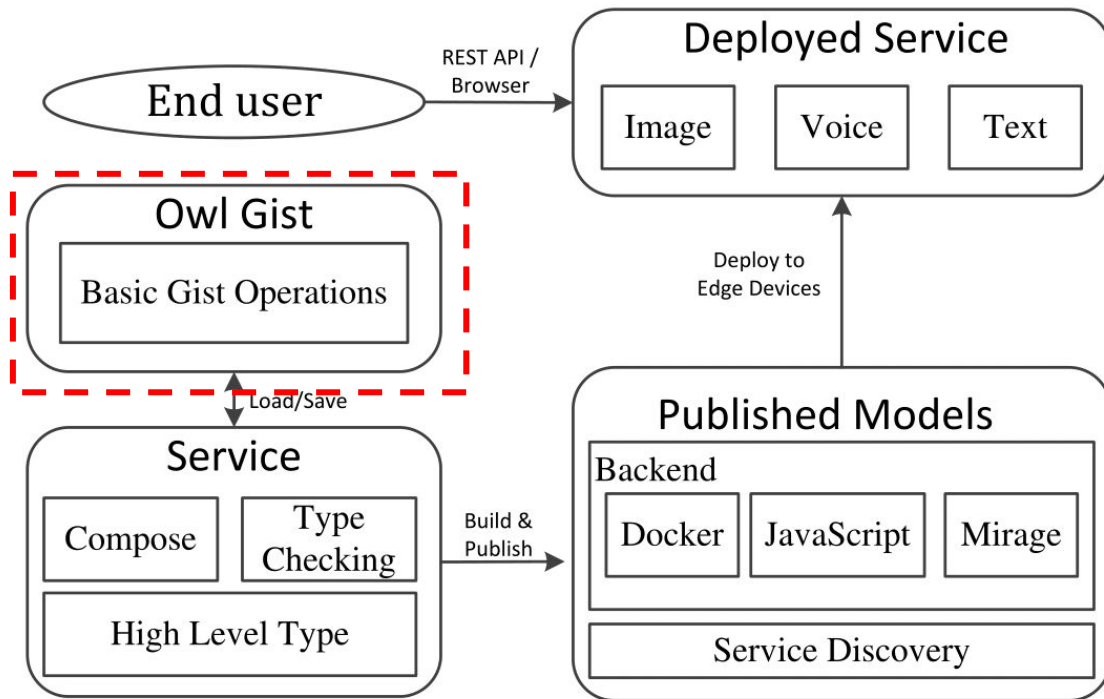 End user
REST API /
Browser
Deployed Service
Image
Voice
Text
Owl Gist
Basic Gist Operations
Load/Save
Deploy to
Edge Devices
Service
Compose
Type
Checking
High Level Type
Build &
Publish
Published Models
Backend
Docker
JavaScript
Mirage
Service Discovery